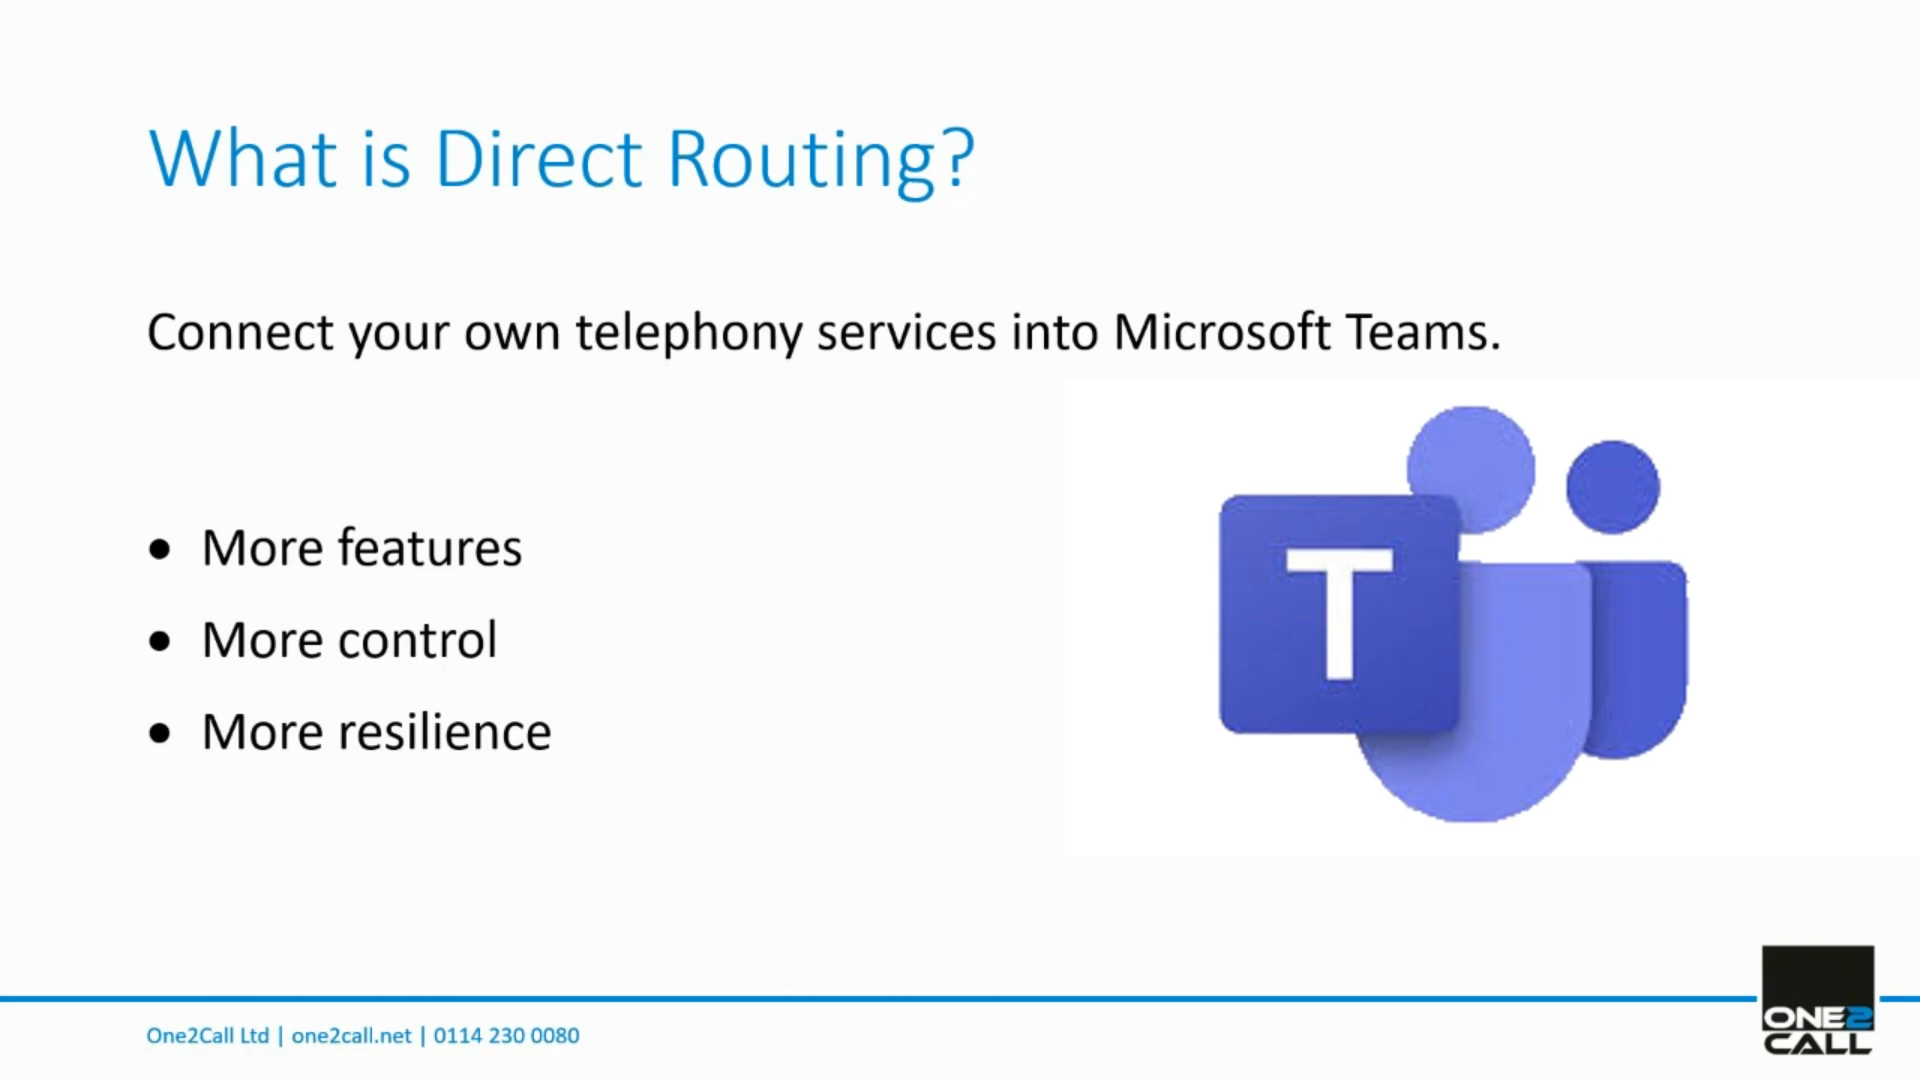 What is Direct Routing?
Connect your own telephony services into Microsoft Teams.
• More features
• More control
• More resilience
T
One2Call Ltd | one2call.net | 0114 230 0080
ONE2
CALL